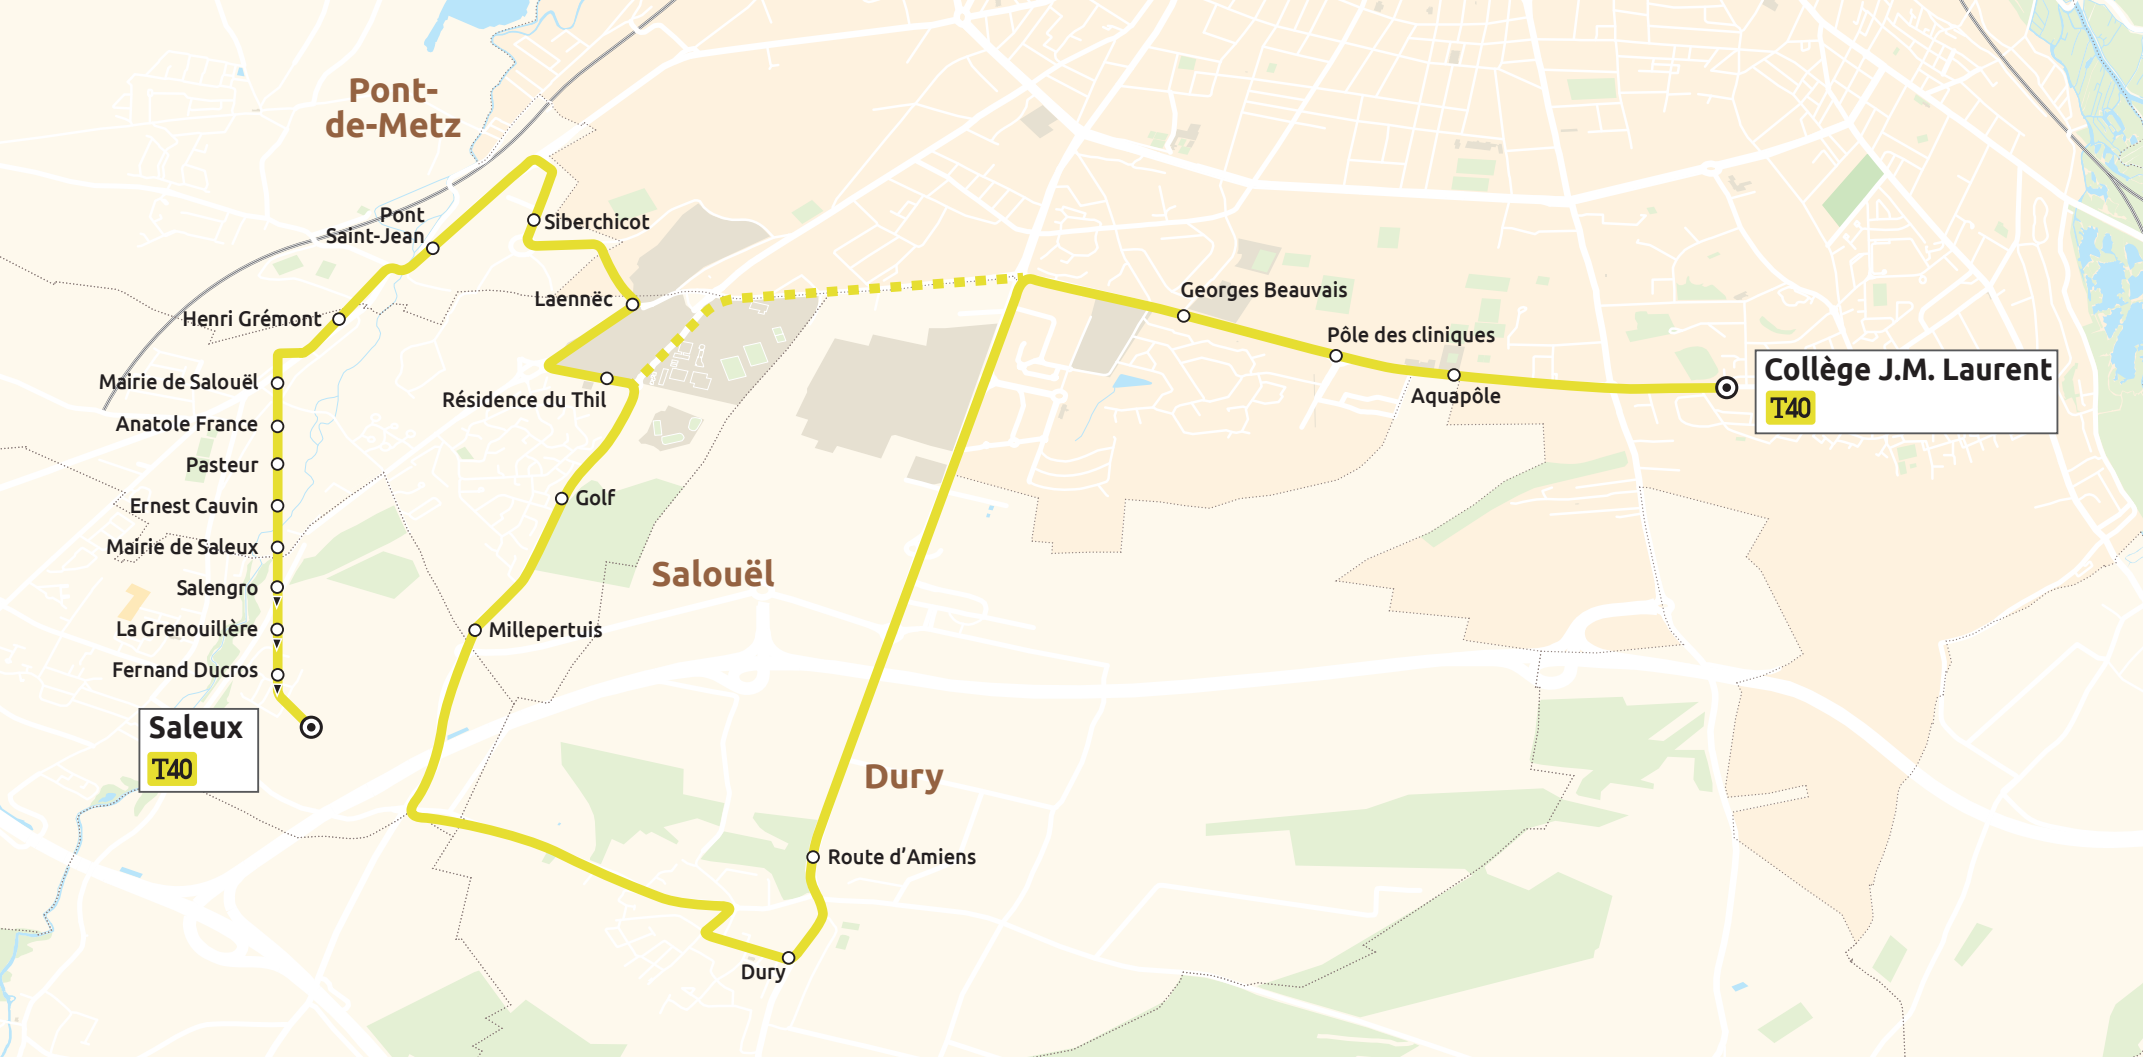 Pont-
de-Metz
Pont
Saint-Jean
Siberchicot
Laennëc
Henri Grémont
Georges Beauvais
Pôle des cliniques
Collège J.M. Laurent
T40
Aquapôle
Mairie de Salouël
Résidence du Thil
Anatole France
Pasteur
Golf
Ernest Cauvin
Mairie de Saleux
Salouël
Salengro
La Grenouillère
Millepertuis
Fernand Ducros
Saleux
T40
Dury
Route d’Amiens
Dury